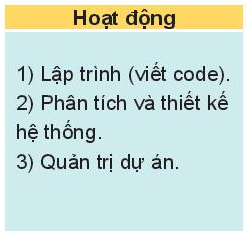 Hoạt động
1) Lập trình (viết code).
2) Phân tích và thiết kế
hệ thống.
3) Quản trị dự án.